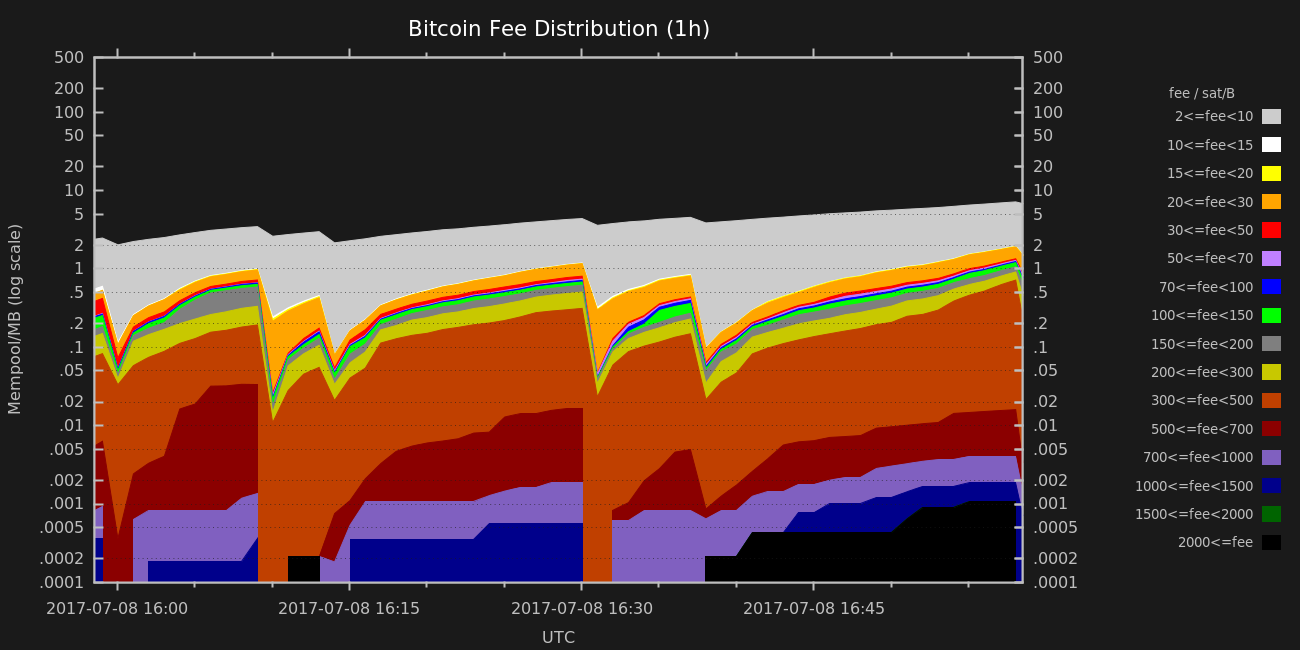 Bitcoin Fee Distribution (1h)
500 500
200 200
100 100
50 50
20 20
10 10
5 5
2 2
1 1
.5 .5
.2 .2
.1 .1
.05 .05
.02 .02
.01 .01
.005 .005
.002 .002
.001 .001
.0005 .0005
.0002 .0002
.0001 .0001
Mempool/MB (log scale)
2017-07-08 16:00 2017-07-08 16:15 2017-07-08 16:30 2017-07-08 16:45
UTC
fee / sat/B
2<=fee<10
10<=fee<15
15<=fee<20
20<=fee<30
30<=fee<50
50<=fee<70
70<=fee<100
100<=fee<150
150<=fee<200
200<=fee<300
300<=fee<500
500<=fee<700
700<=fee<1000
1000<=fee<1500
1500<=fee<2000
2000<=fee